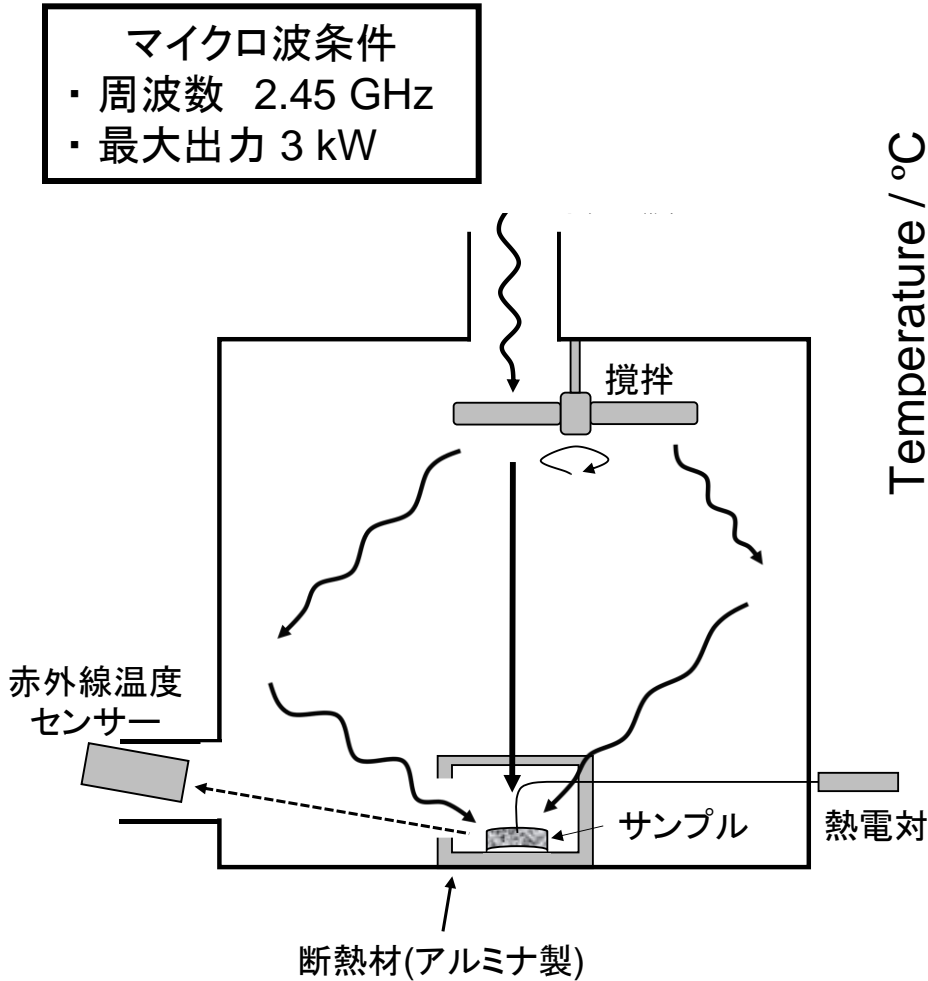 マイクロ波条件
・周波数 2.45 GHz
・最大出力 3 kW
Temperature / ℃
撹拌
赤外線温度
センサー
サンプル
熱電対
断熱材(アルミナ製)